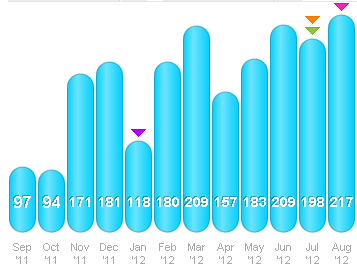 97 94 171 181 118 180 209 157 183 209 198 217
Sep Oct Nov Dec Jan Feb Mar Apr May Jun Jul Aug
'11 '11 '11 '11 '12 '12 '12 '12 '12 '12 '12 '12